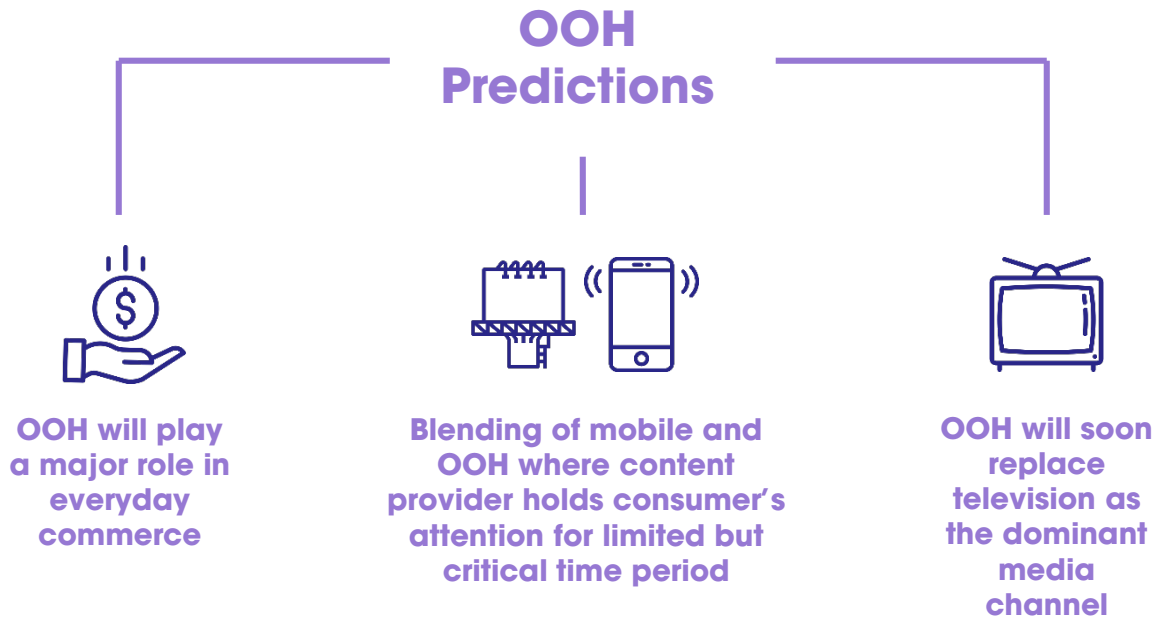 OOH
Predictions
$
OOH will play
a major role in
everyday
commerce
Blending of mobile and
OOH where content
provider holds consumer's
attention for limited but
critical time period
OOH will soon
replace
television as
the dominant
media
channel